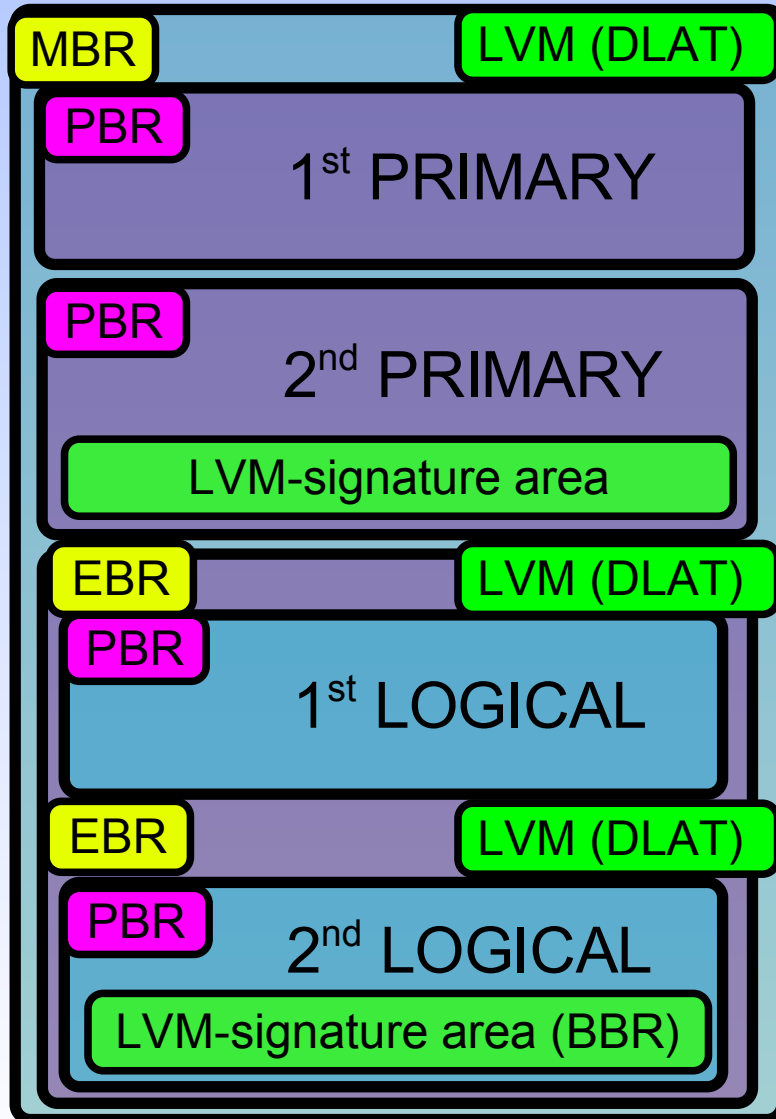 MBR
LVM (DLAT)
PBR
1st PRIMARY
PBR
2nd PRIMARY
LVM-signature area
EBR
LVM (DLAT)
PBR
1st LOGICAL
EBR
LVM (DLAT)
PBR
2nd LOGICAL
LVM-signature area (BBR)